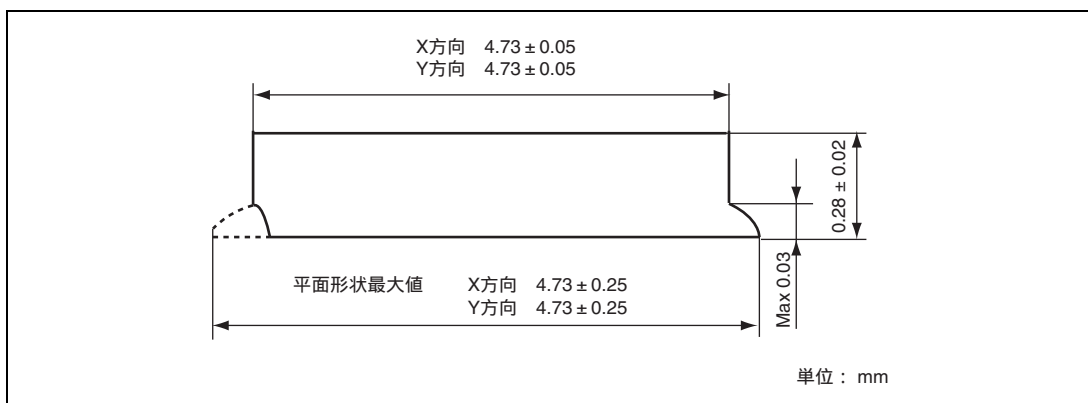 X方向 4.73 ± 0.05
Y方向 4.73 ± 0.05
0.28 ± 0.02
Max 0.03
平面形状最大値 X方向 4.73 ± 0.25
Y方向 4.73 ± 0.25
単位： mm